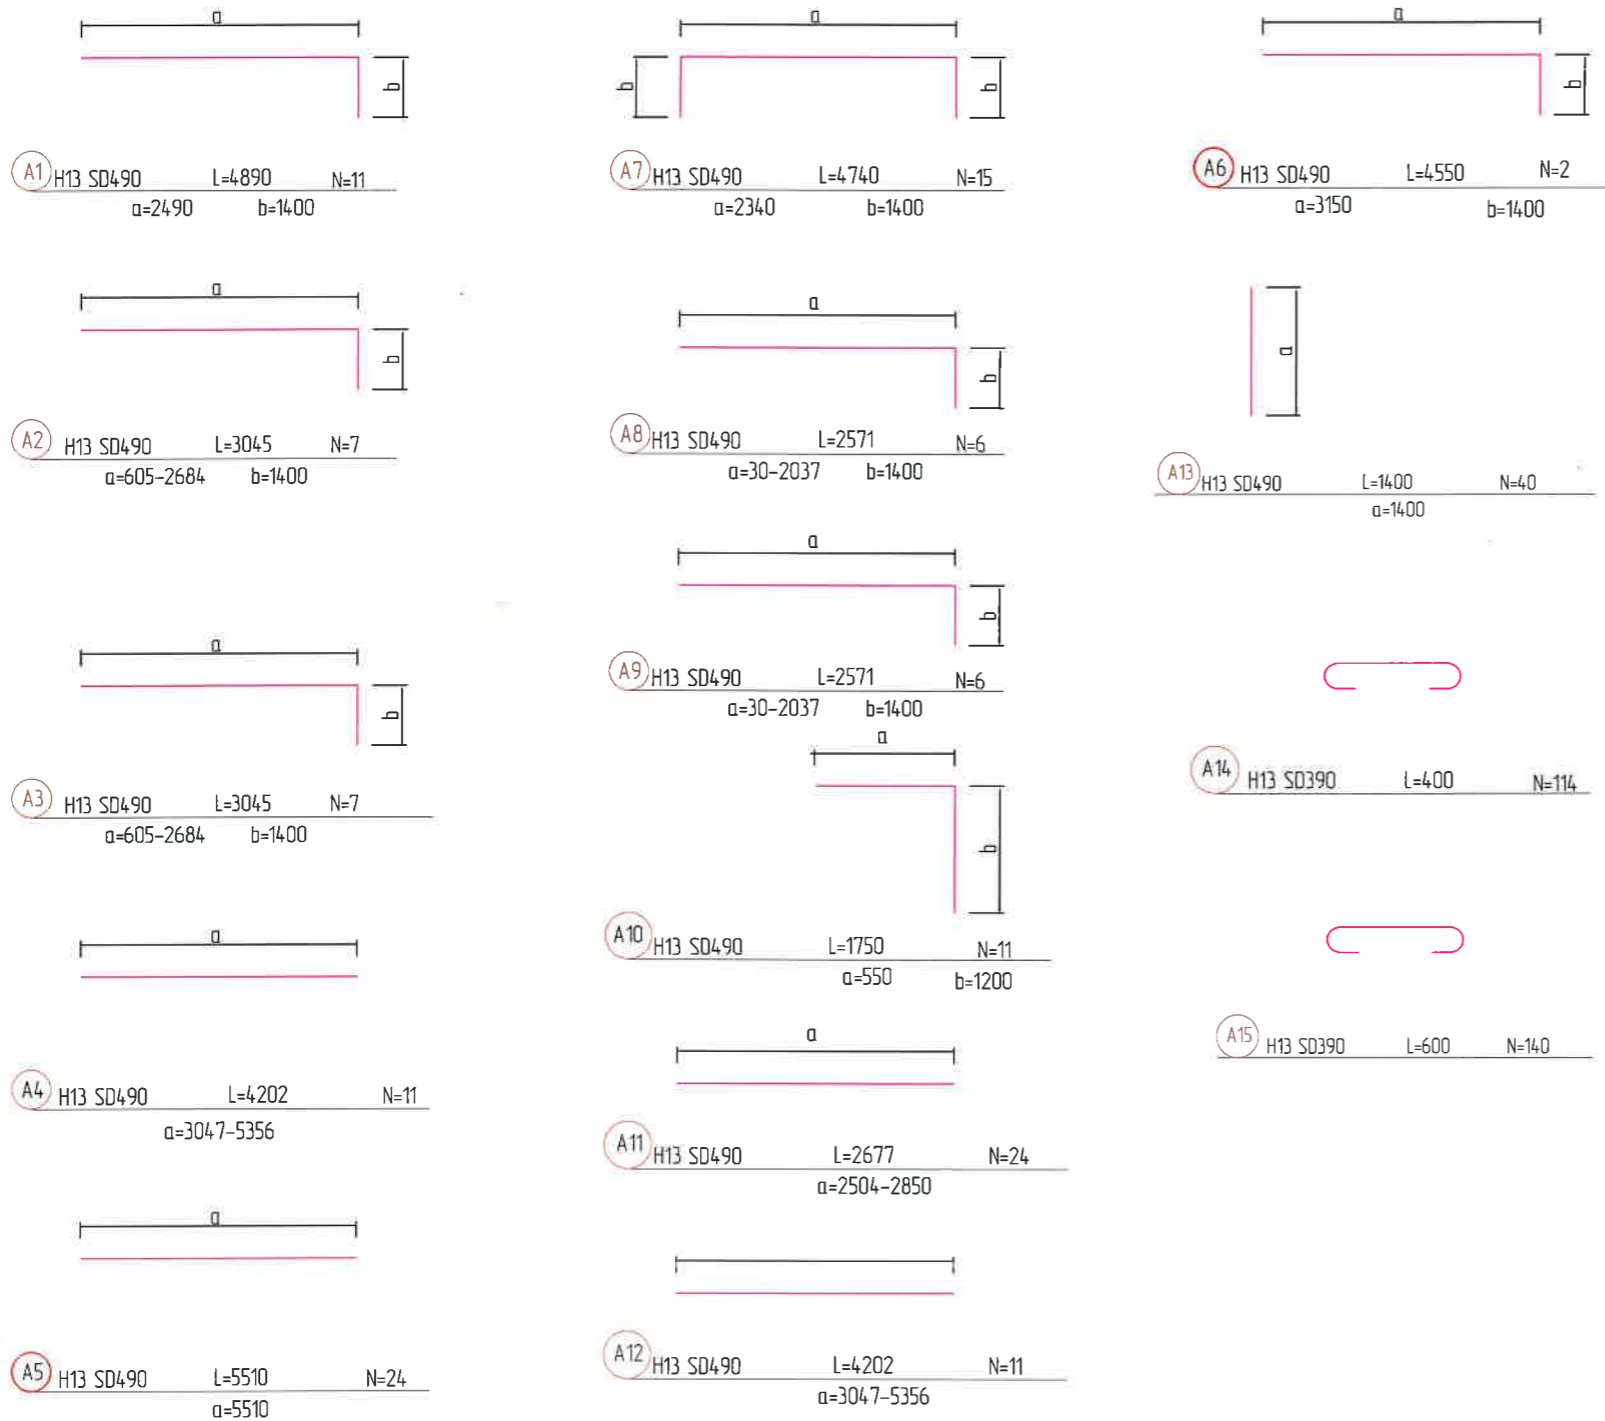 a
b
A1 H13 SD490 L=4890 N=11
a=2490 b=1400
a
b
A2 H13 SD490 L=3045 N=7
a=605-2684 b=1400
a
b
A3 H13 SD490 L=3045 N=7
a=605-2684 b=1400
a
A4 H13 SD490 L=4202 N=11
a=3047-5356
a
A5 H13 SD490 L=5510 N=24
a=5510
a
b b
A7 H13 SD490 L=4740 N=15
a=2340 b=1400
a
b
A8 H13 SD490 L=2571 N=6
a=30-2037 b=1400
a
b
A9 H13 SD490 L=2571 N=6
a=30-2037 b=1400
a
b
A10 H13 SD490 L=1750 N=11
a=550 b=1200
a
A11 H13 SD490 L=2677 N=24
a=2504-2850
A12 H13 SD490 L=4202 N=11
a=3047-5356
a
b
A6 H13 SD490 L=4550 N=2
a=3150 b=1400
a
A13 H13 SD490 L=1400 N=40
a=1400
A14 H13 SD390 L=400 N=114
A15 H13 SD390 L=600 N=140